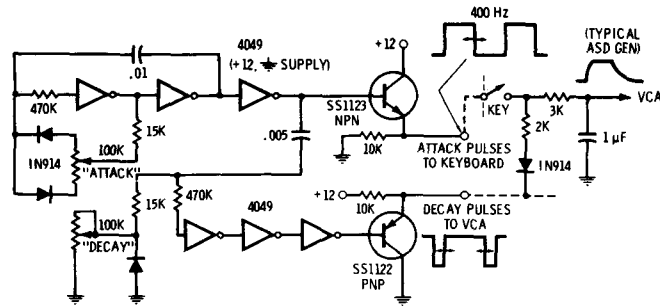 400 Hz
(TYPICAL
ASD GEN)
4049
(+12, SUPPLY)
+12
.01
470K
15K
1N914
100K
"ATTACK"
SS1123
NPN
.005
10K
ATTACK PULSES
TO KEYBOARD
KEY
3K
VCA
2K
1N914
1 μF
15K
470K
100K
"DECAY"
4049
+12
10K
DECAY PULSES
TO VCA
SS1122
PNP